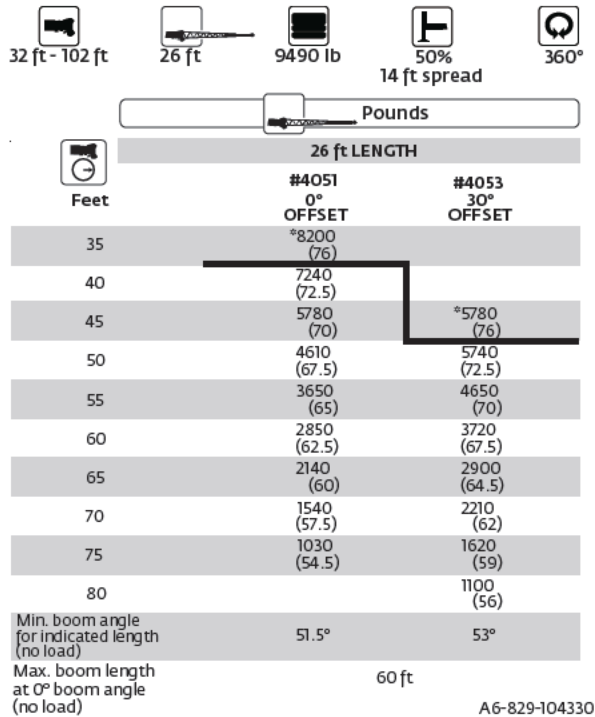 32 ft - 102 ft 26 ft 9490 lb 50% 360°
14 ft spread
Pounds
26 ft LENGTH
Feet #4051 #4053
0° 30°
OFFSET OFFSET
35 *8200
(76)
40 7240
(72.5)
45 5780 *5780
(70) (76)
50 4610 5740
(67.5) (72.5)
55 3650 4650
(65) (70)
60 2850 3720
(62.5) (67.5)
65 2140 2900
(60) (64.5)
70 1540 2210
(57.5) (62)
75 1030 1620
(54.5) (59)
80 1100
(56)
Min. boom angle
for indicated length 51.5° 53°
(no load)
Max. boom length
at 0° boom angle 60 ft
(no load) A6-829-104330